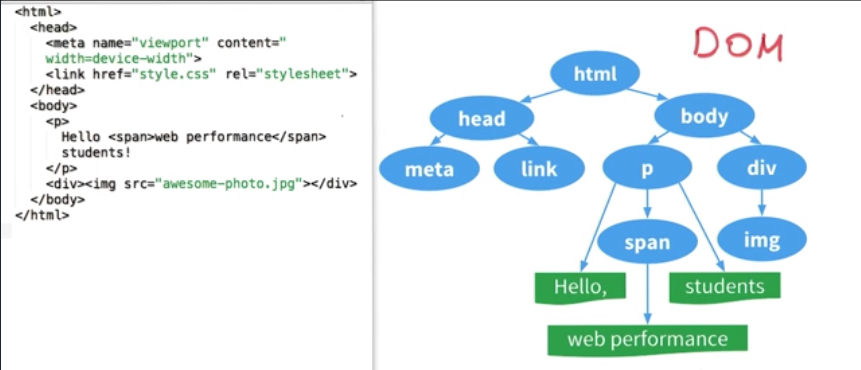 <html>
<head>
<meta name="viewport" content="
width=device-width">
<link href="style.css" rel="stylesheet">
</head>
<body>
<p>
Hello <span>web performance</span>
students!
</p>
<div><img src="awesome-photo.jpg"></div>
</body>
</html>
DOM
html
head
body
meta
link
p
div
span
img
Hello,
students
web performance